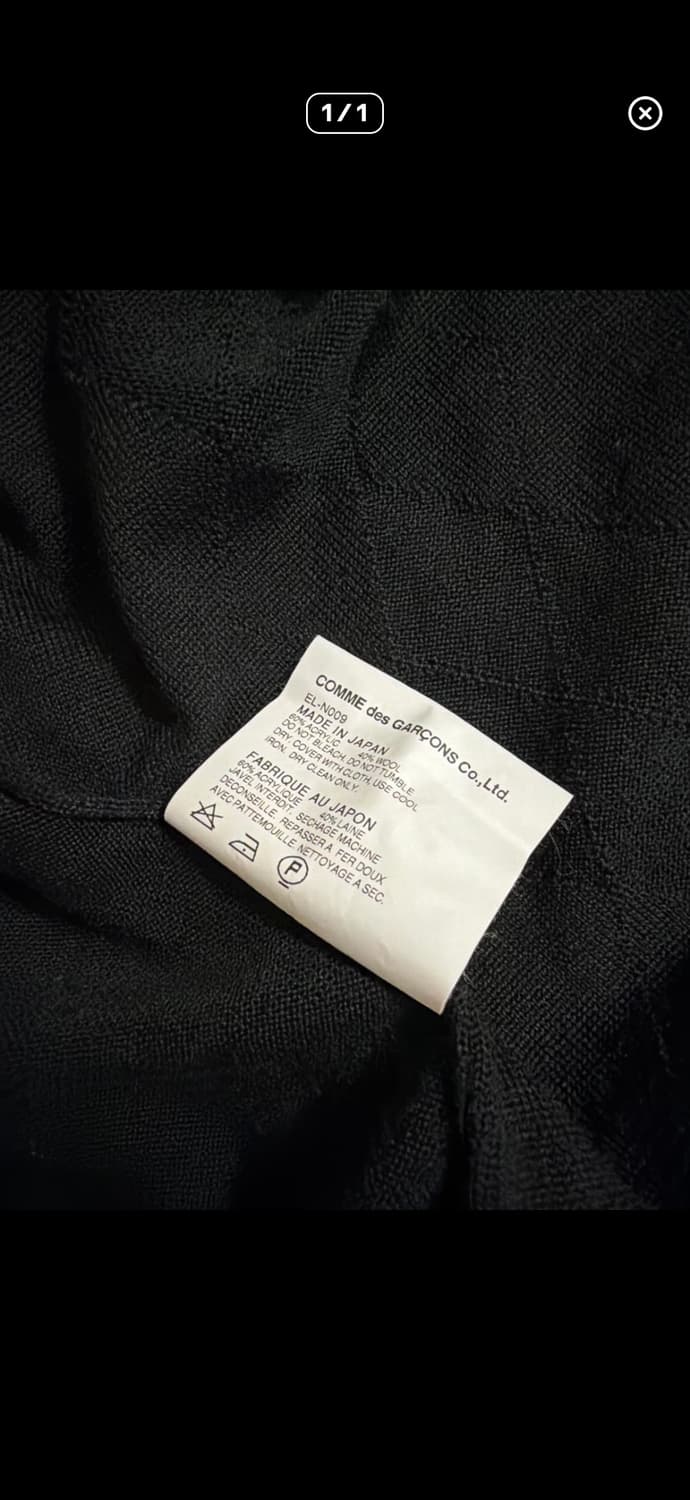 1/1
COMME des GARÇONS Co.,Ltd.
EL-N009
MADE IN JAPAN
60% ACRYLIC 40% WOOL
DO NOT BLEACH, DO NOT TUMBLE
DRY. COVER WITH CLOTH, USE COOL
IRON. DRY CLEAN ONLY.
FABRIQUE AU JAPON
60% ACRYLIQUE 40% LAINE
JAVEL INTERDIT. SECHAGE MACHINE
DECONSEILLE. REPASSER A FER DOUX
AVEC PATTEMOUILLE. NETTOYAGE A SEC.
P